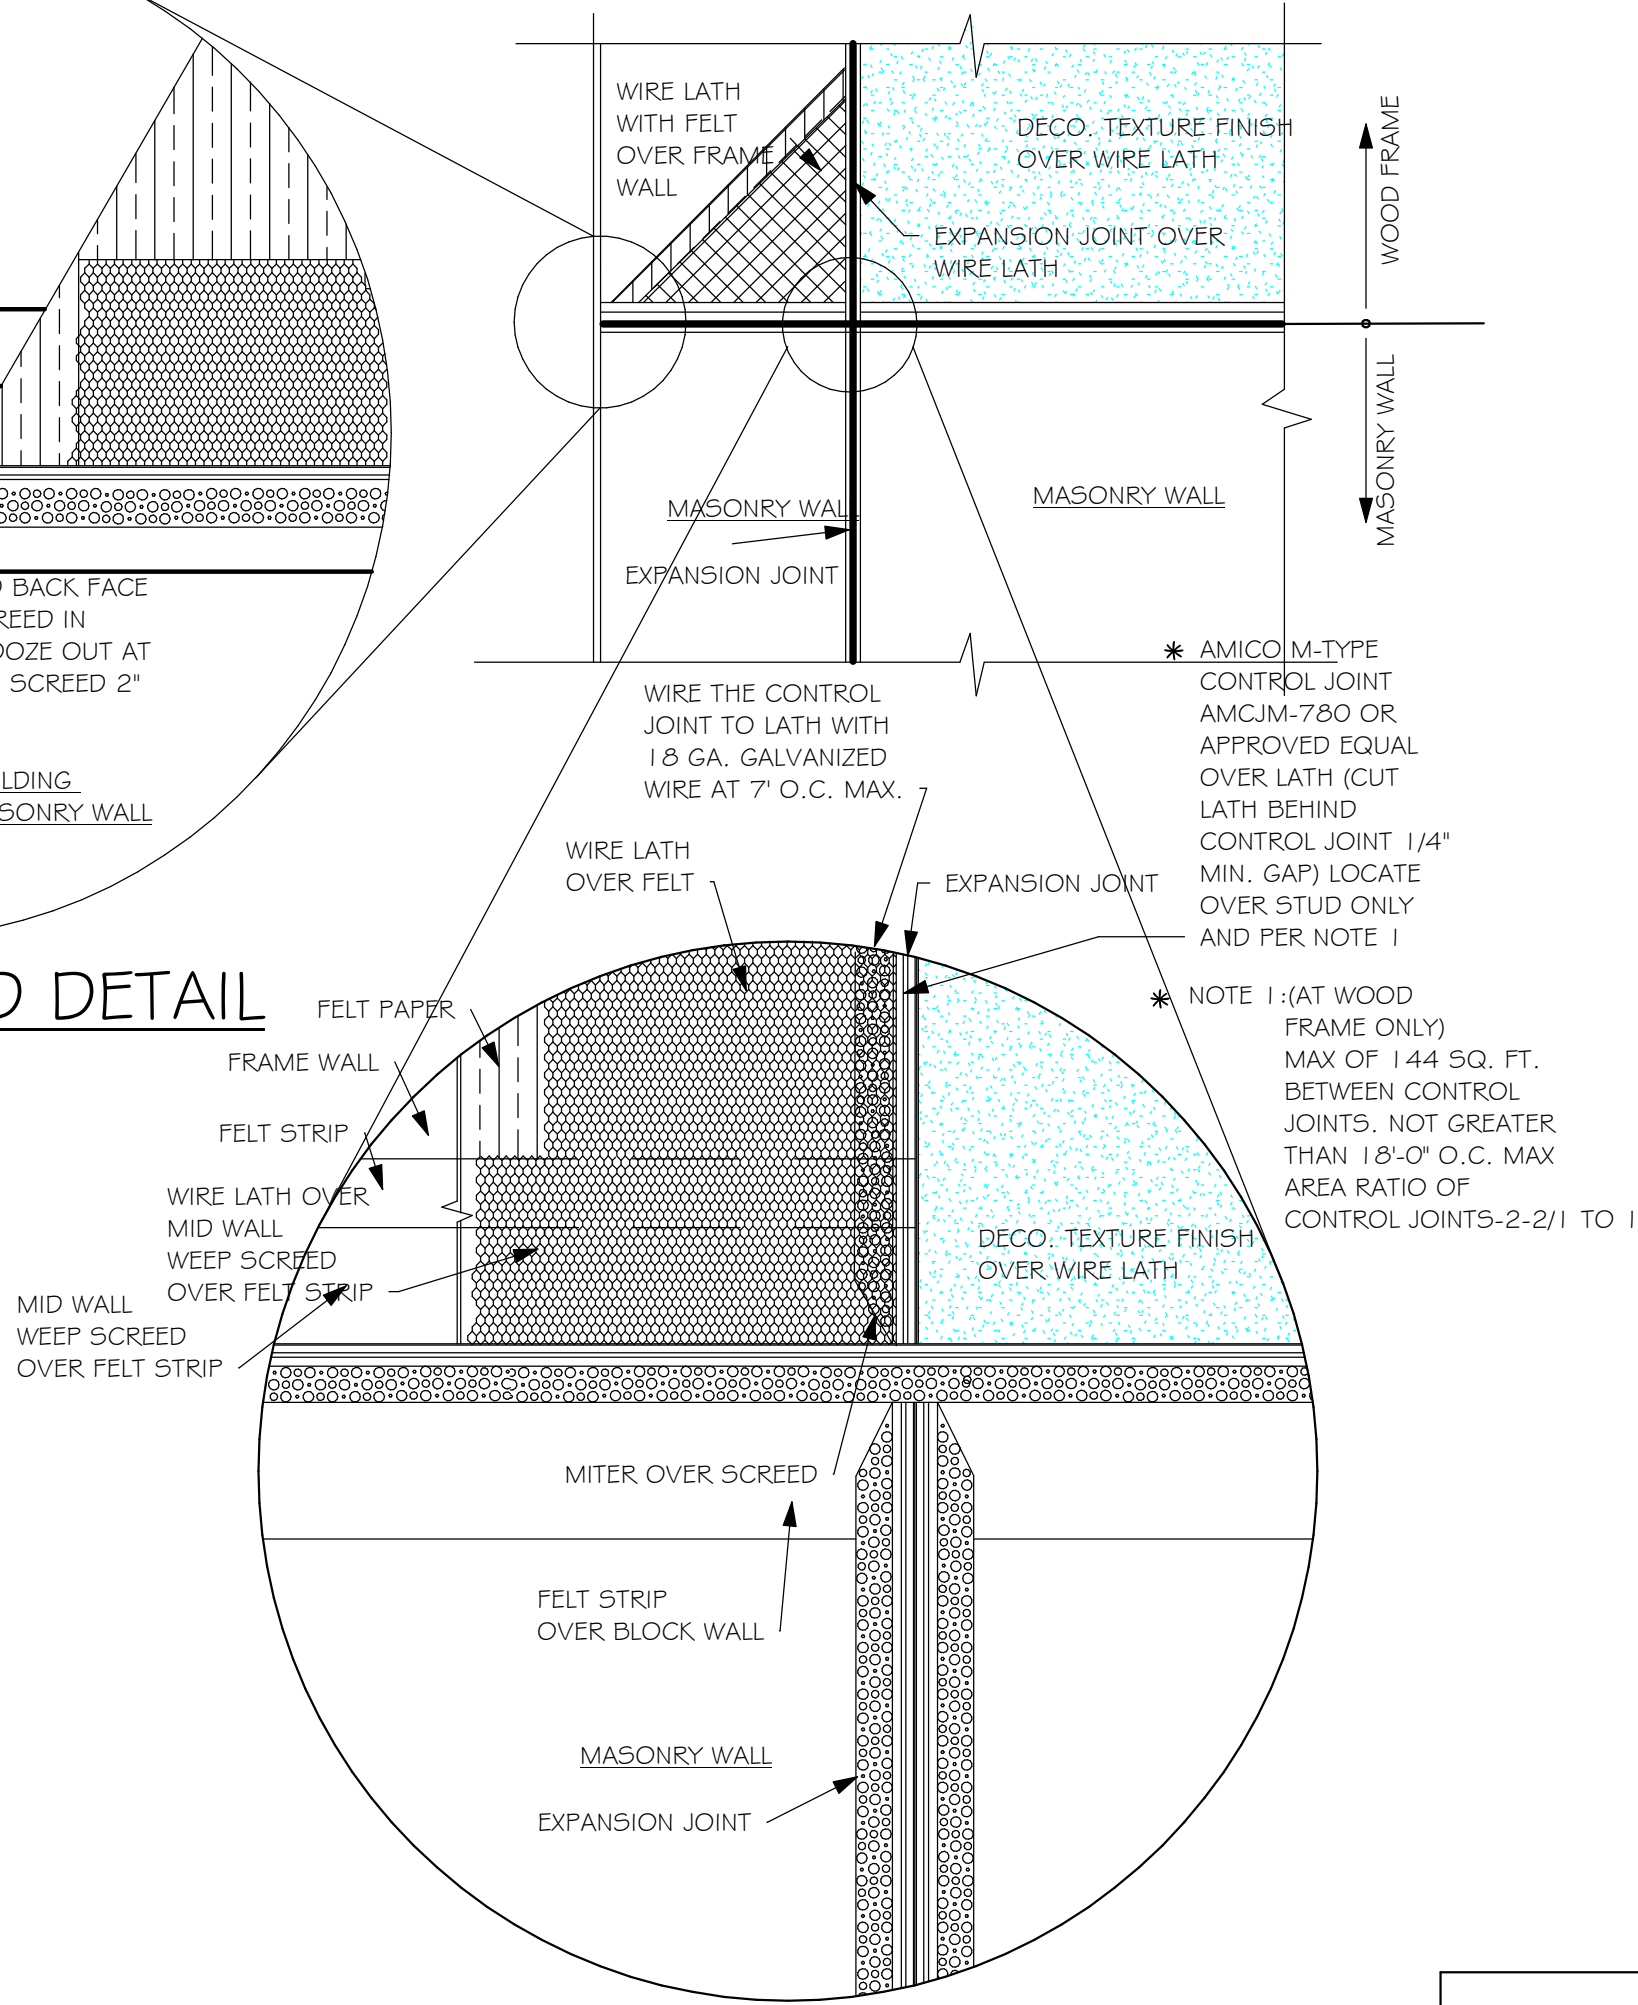 WIRE LATH
WITH FELT
OVER FRAME
WALL
DECO. TEXTURE FINISH
OVER WIRE LATH
EXPANSION JOINT OVER
WIRE LATH
WOOD FRAME
MASONRY WALL
MASONRY WALL
MASONRY WALL
EXPANSION JOINT
BACK FACE
REED IN
OOZE OUT AT
SCREED 2"
LDING
SONRY WALL
D DETAIL
WIRE THE CONTROL
JOINT TO LATH WITH
18 GA. GALVANIZED
WIRE AT 7' O.C. MAX.
✳ AMICO M-TYPE
CONTROL JOINT
AMCJM-780 OR
APPROVED EQUAL
OVER LATH (CUT
LATH BEHIND
CONTROL JOINT 1/4"
MIN. GAP) LOCATE
OVER STUD ONLY
AND PER NOTE 1
WIRE LATH
OVER FELT
EXPANSION JOINT
✳ NOTE 1:(AT WOOD
FRAME ONLY)
MAX OF 144 SQ. FT.
BETWEEN CONTROL
JOINTS. NOT GREATER
THAN 18'-0" O.C. MAX
AREA RATIO OF
CONTROL JOINTS-2-2/1 TO 1
FELT PAPER
FRAME WALL
FELT STRIP
WIRE LATH OVER
MID WALL
WEEP SCREED
OVER FELT STRIP
MID WALL
WEEP SCREED
OVER FELT STRIP
DECO. TEXTURE FINISH
OVER WIRE LATH
MITER OVER SCREED
FELT STRIP
OVER BLOCK WALL
MASONRY WALL
EXPANSION JOINT